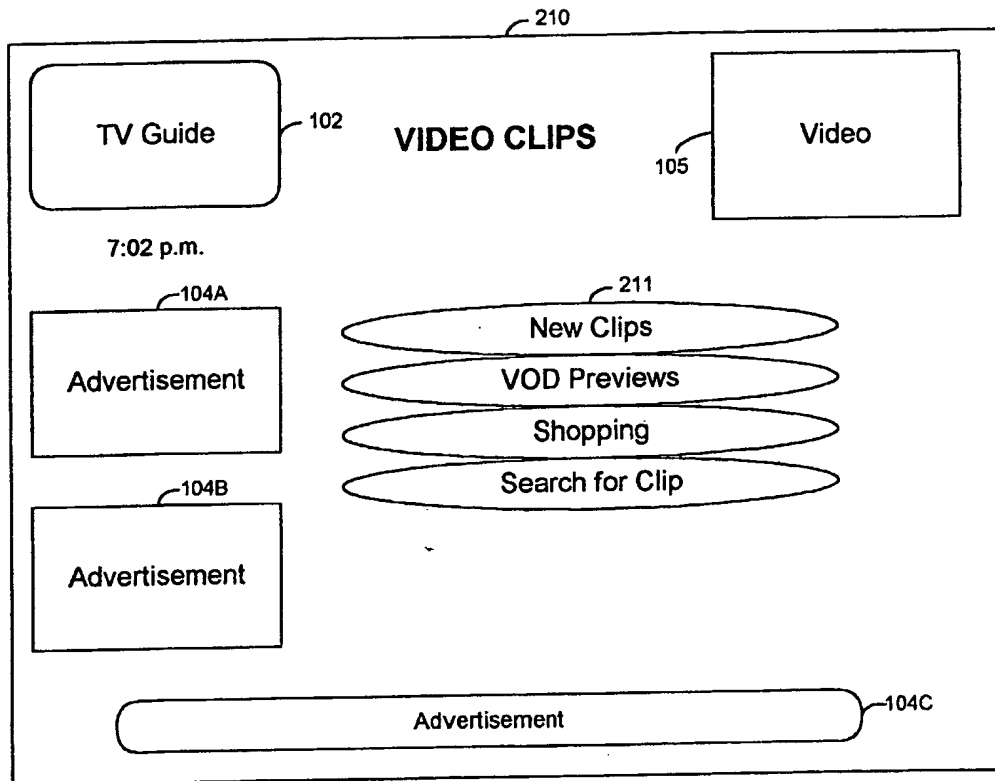 210
TV Guide
102
VIDEO CLIPS
105
Video
7:02 p.m.
104A
Advertisement
211
New Clips
VOD Previews
Shopping
Search for Clip
104B
Advertisement
Advertisement
104C